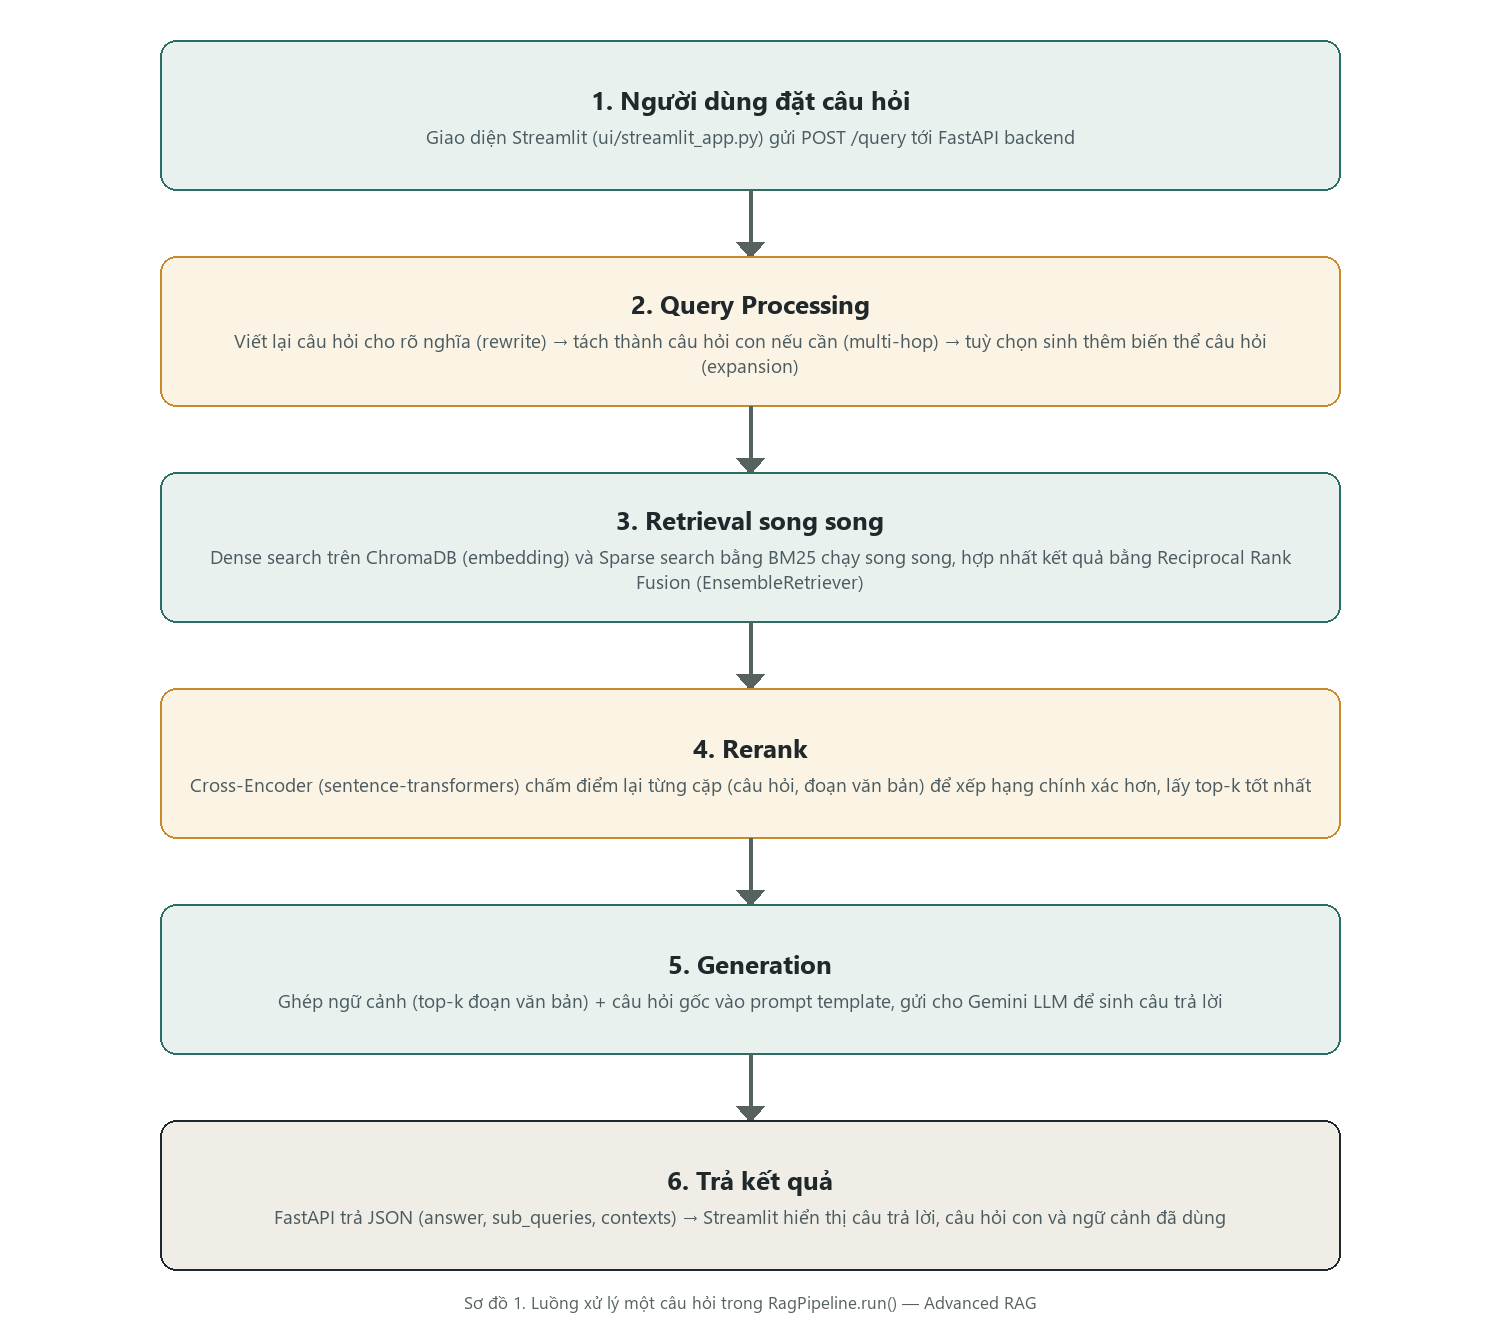 1. Người dùng đặt câu hỏi
Giao diện Streamlit (ui/streamlit_app.py) gửi POST /query tới FastAPI backend
2. Query Processing
Viết lại câu hỏi cho rõ nghĩa (rewrite) → tách thành câu hỏi con nếu cần (multi-hop) → tuỳ chọn sinh thêm biến thể câu hỏi
(expansion)
3. Retrieval song song
Dense search trên ChromaDB (embedding) và Sparse search bằng BM25 chạy song song, hợp nhất kết quả bằng Reciprocal Rank
Fusion (EnsembleRetriever)
4. Rerank
Cross-Encoder (sentence-transformers) chấm điểm lại từng cặp (câu hỏi, đoạn văn bản) để xếp hạng chính xác hơn, lấy top-k tốt nhất
5. Generation
Ghép ngữ cảnh (top-k đoạn văn bản) + câu hỏi gốc vào prompt template, gửi cho Gemini LLM để sinh câu trả lời
6. Trả kết quả
FastAPI trả JSON (answer, sub_queries, contexts) → Streamlit hiển thị câu trả lời, câu hỏi con và ngữ cảnh đã dùng
Sơ đồ 1. Luồng xử lý một câu hỏi trong RagPipeline.run() — Advanced RAG